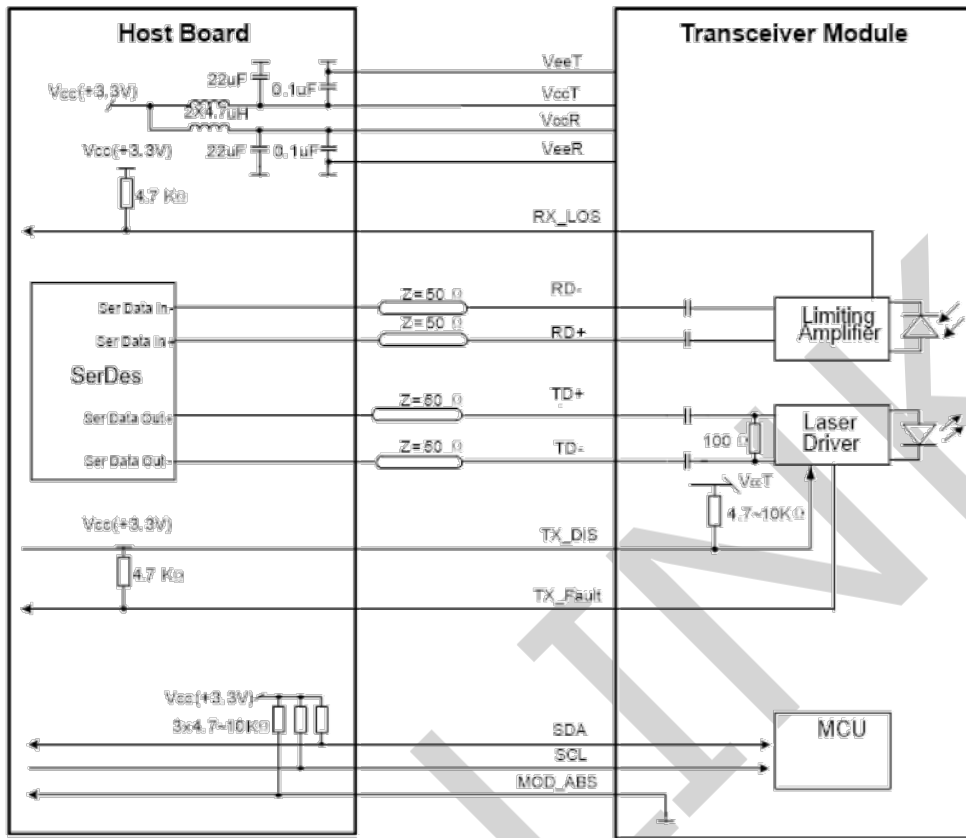 Host Board
Transceiver Module
VeeT
22uF
0.1uF
Vcc(+3.3V)
VccT
2X4.7uH
VccR
Vcc(+3.3V)
22uF
0.1uF
VeeR
4.7 KΩ
RX_LOS
Z=50 Ω
RD-
Ser Data In-
Limiting
Amplifier
Z=50 Ω
RD+
Ser Data In+
SerDes
Z=50 Ω
TD+
Ser Data Out+
Laser
Driver
100 Ω
Z=50 Ω
TD-
Ser Data Out-
VccT
4.7~10KΩ
Vcc(+3.3V)
TX_DIS
4.7 KΩ
TX_Fault
Vcc(+3.3V)
3x4.7~10KΩ
SDA
MCU
SCL
MOD_ABS
LINK